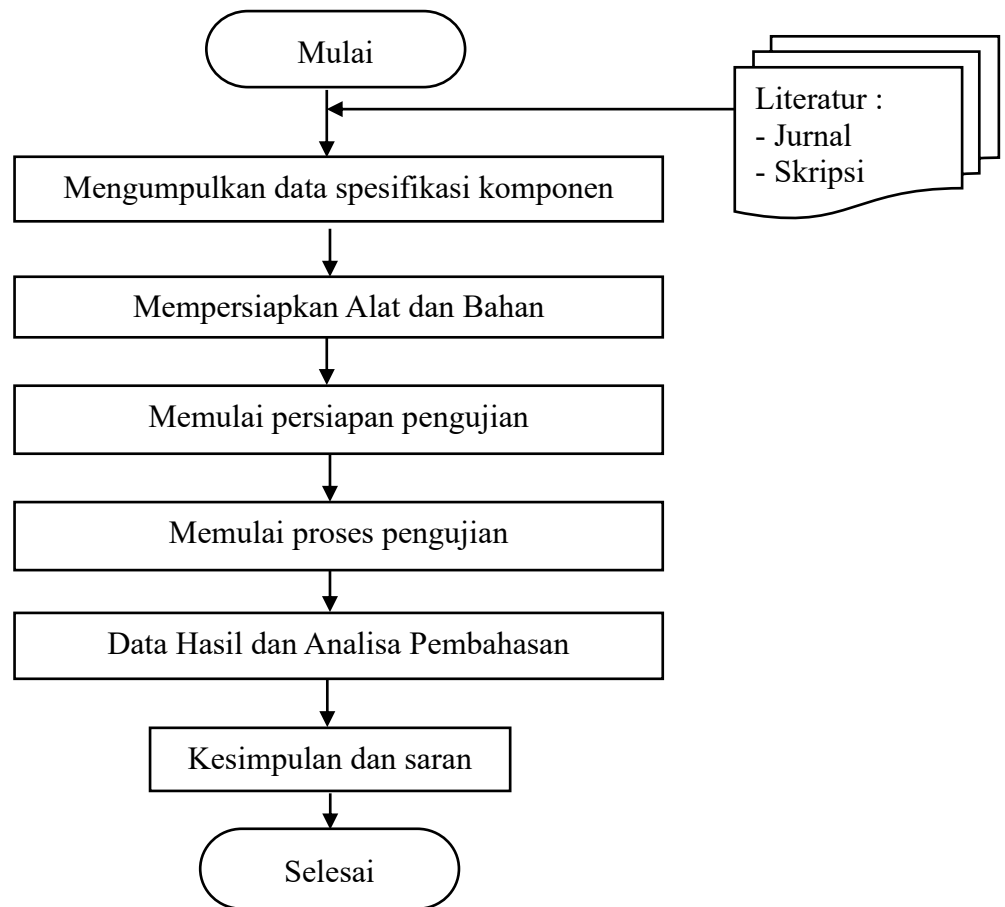 Mulai
Literatur :
- Jurnal
- Skripsi
Mengumpulkan data spesifikasi komponen
Mempersiapkan Alat dan Bahan
Memulai persiapan pengujian
Memulai proses pengujian
Data Hasil dan Analisa Pembahasan
Kesimpulan dan saran
Selesai